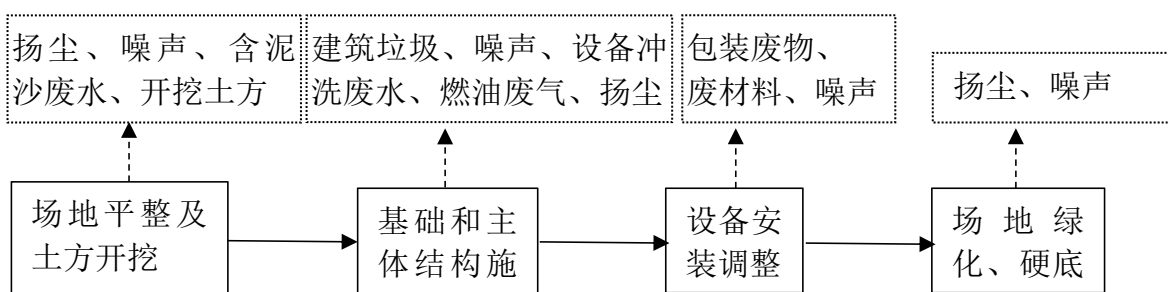 扬尘、噪声、含泥
沙废水、开挖土方
建筑垃圾、噪声、设备冲
洗废水、燃油废气、扬尘
包装废物、
废材料、噪声
扬尘、噪声
场地平整及
土方开挖
基础和主
体结构施
设备安
装调整
场地绿
化、硬底